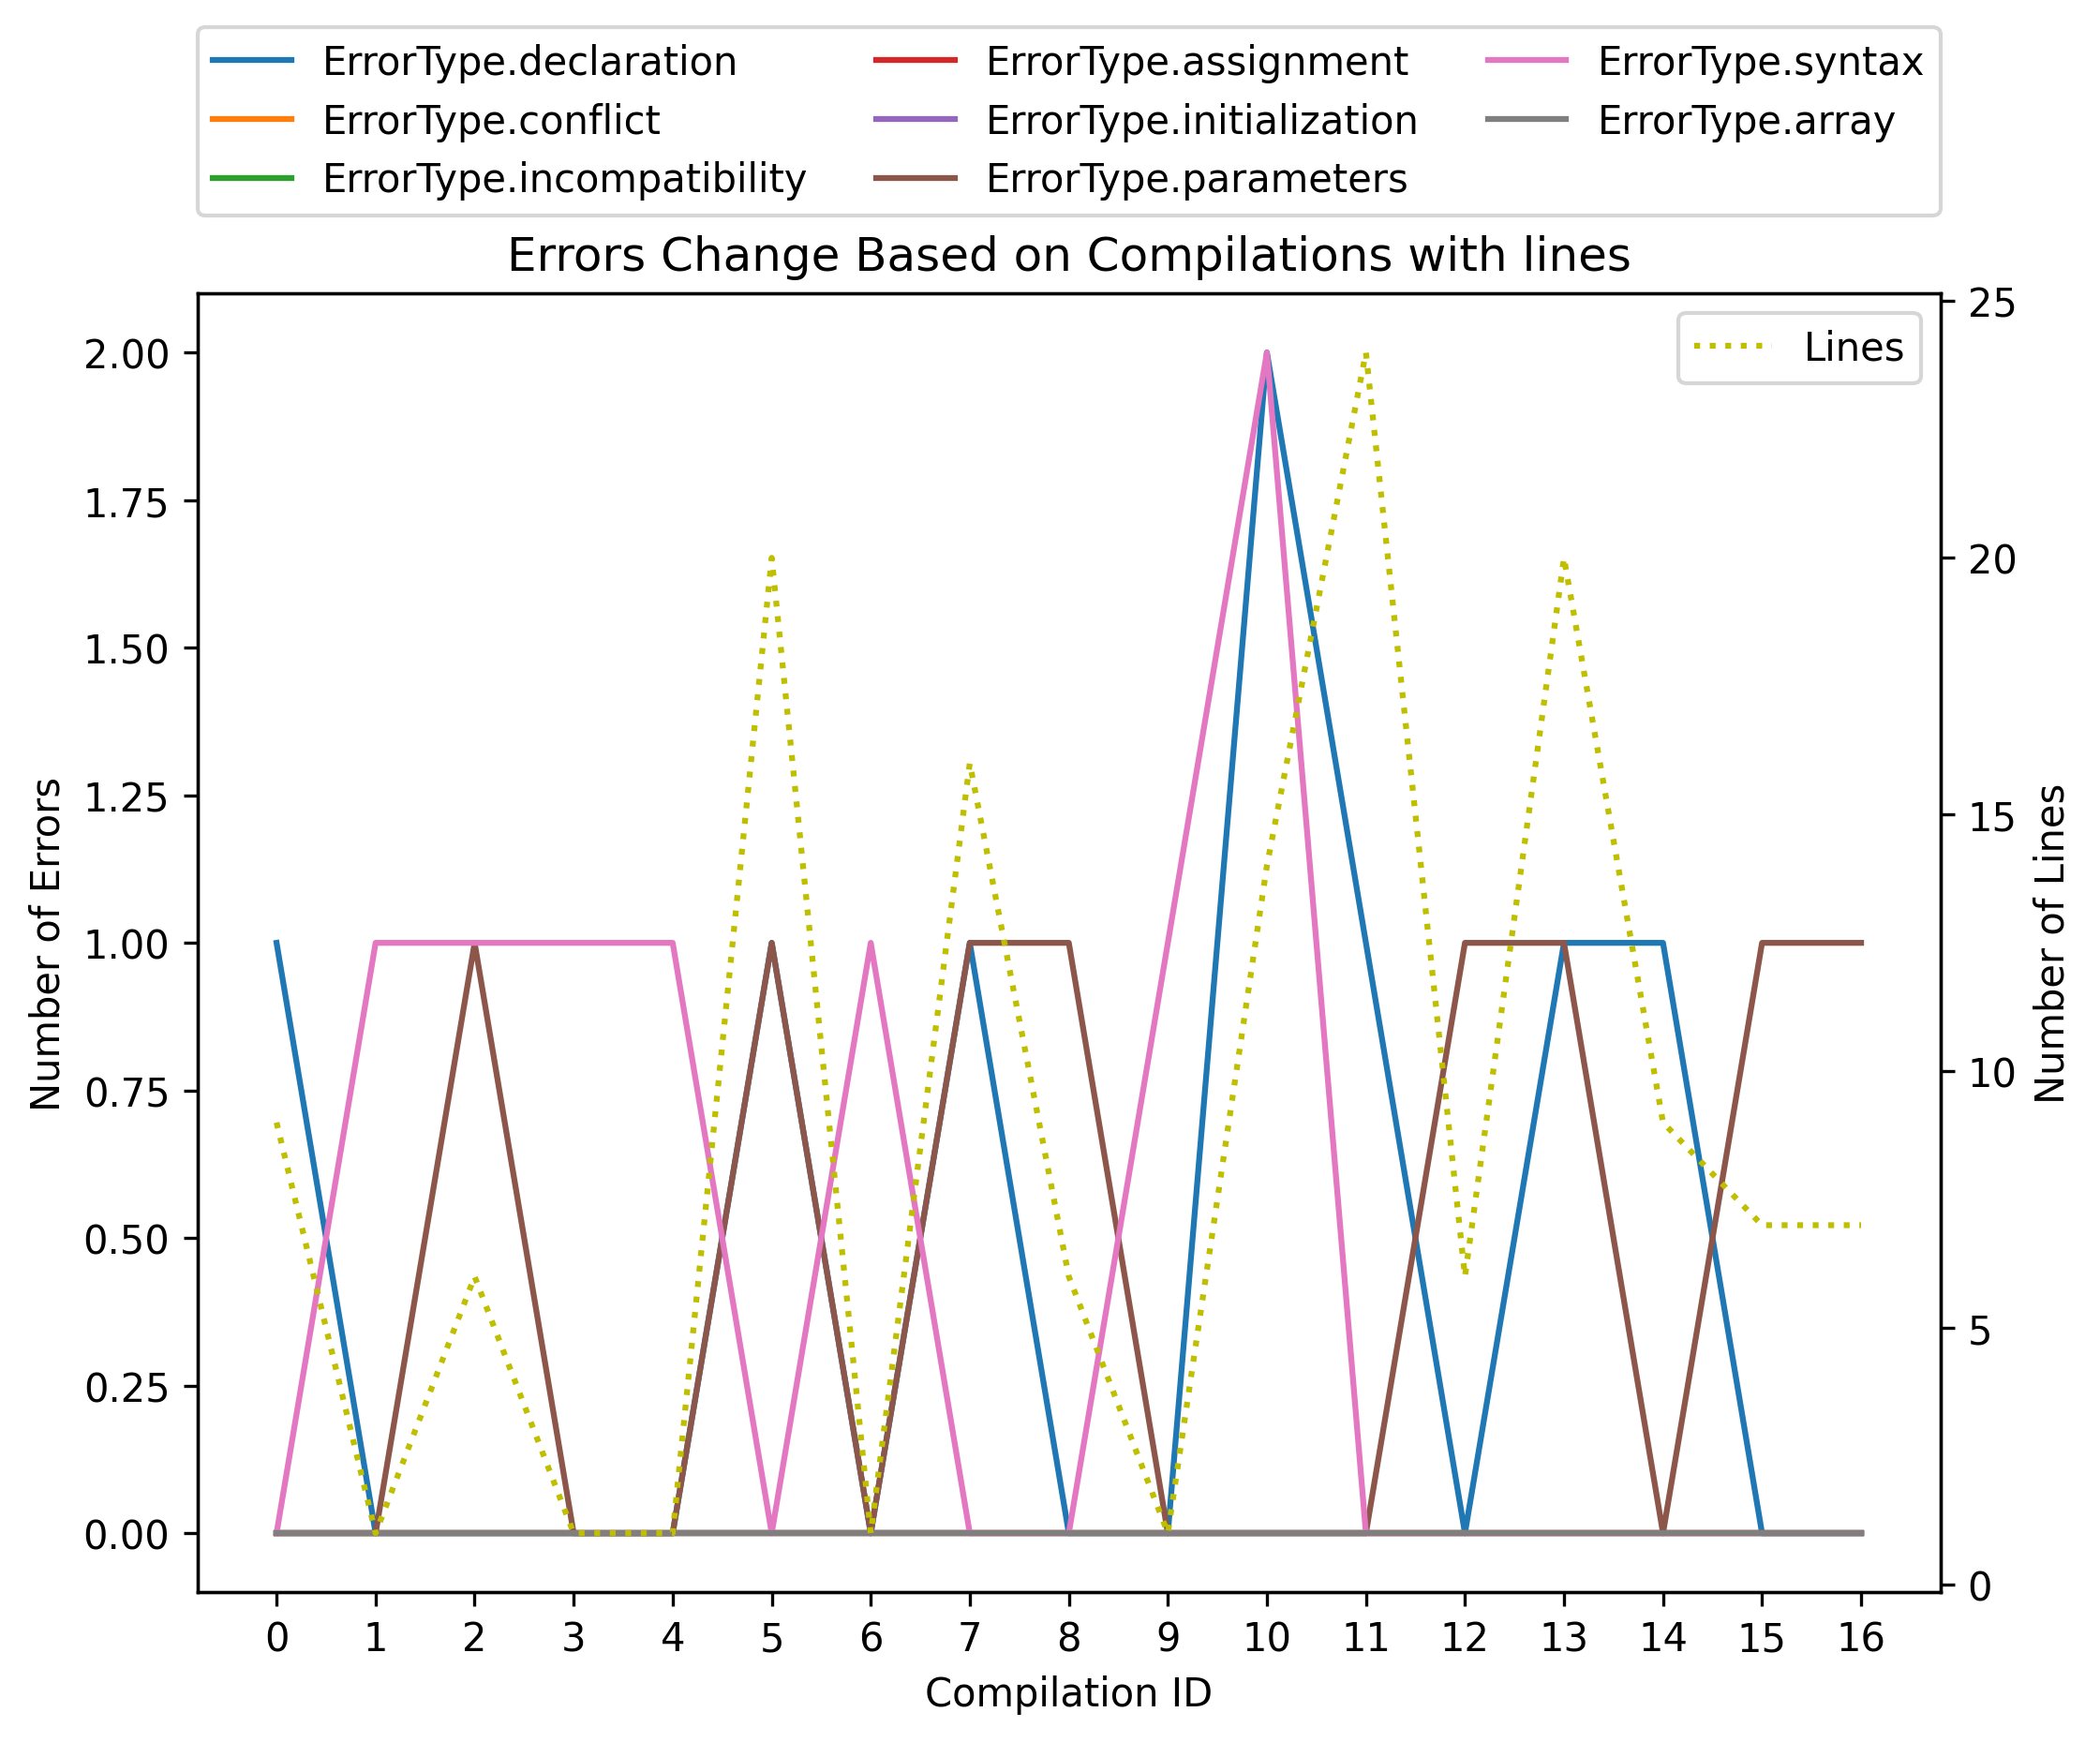 ErrorType.declaration
ErrorType.conflict
ErrorType.incompatibility
ErrorType.assignment
ErrorType.initialization
ErrorType.parameters
ErrorType.syntax
ErrorType.array
Errors Change Based on Compilations with lines
Lines
2.00
1.75
1.50
1.25
1.00
0.75
0.50
0.25
0.00
Number of Errors
25
20
15
10
5
0
Number of Lines
0 1 2 3 4 5 6 7 8 9 10 11 12 13 14 15 16
Compilation ID